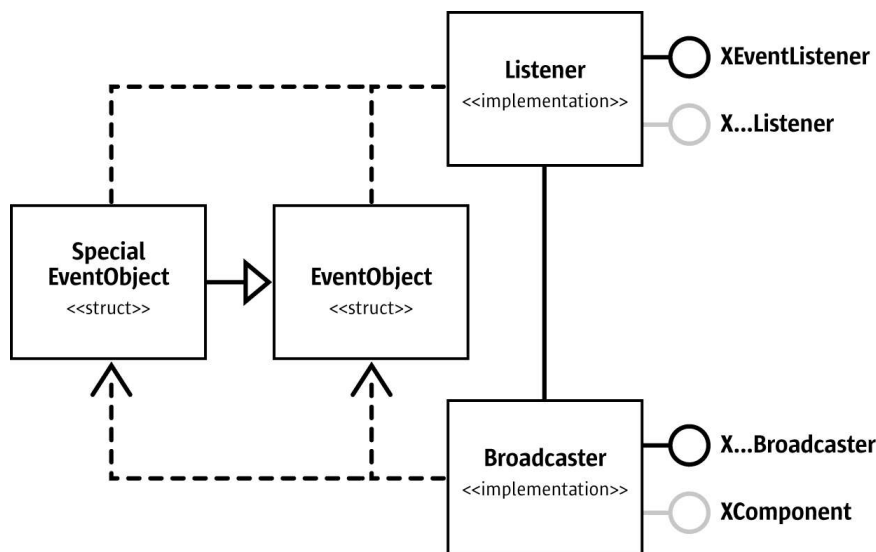 Listener
<<implementation>>
XEventListener
X...Listener
Special
EventObject
<<struct>>
EventObject
<<struct>>
Broadcaster
<<implementation>>
X...Broadcaster
XComponent